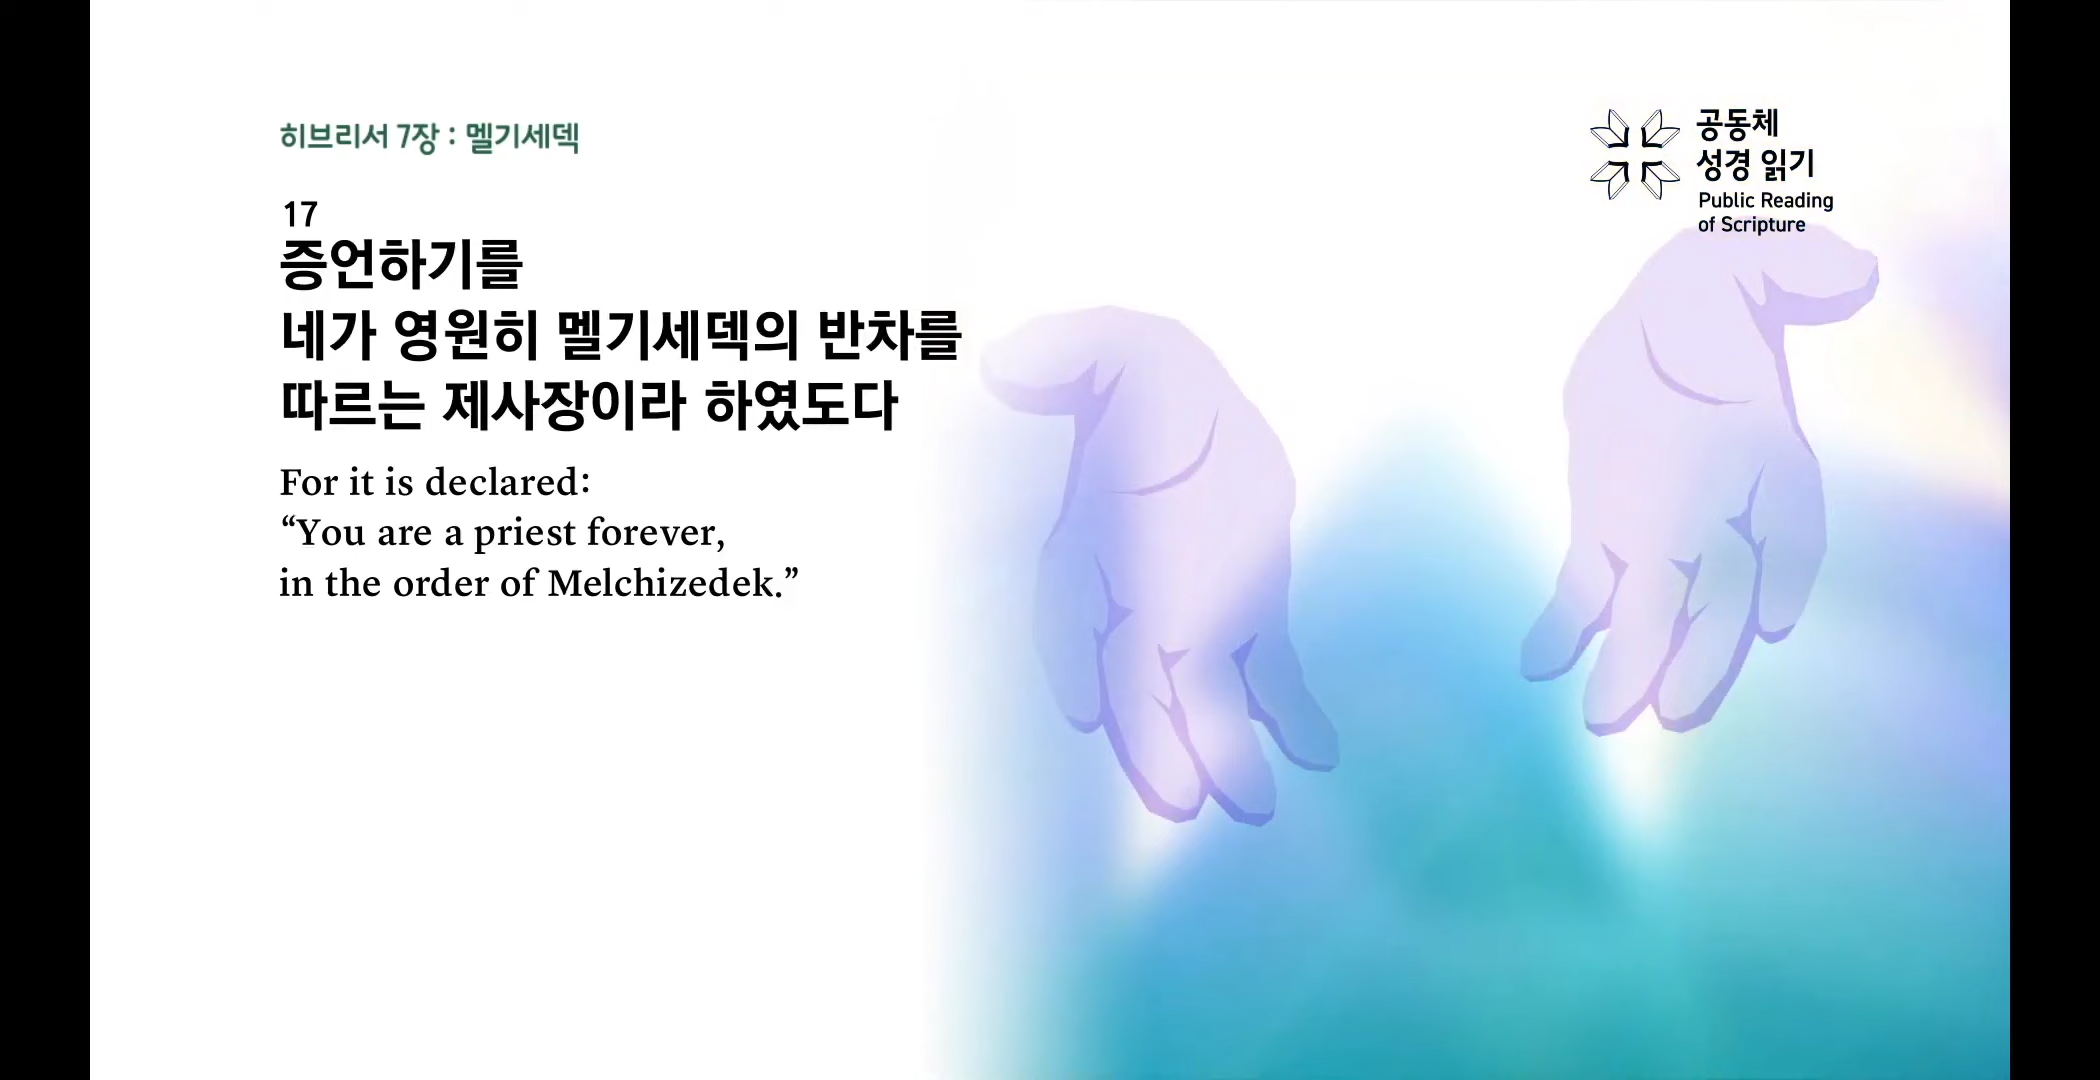 히브리서 7장 : 멜기세덱
17
증언하기를
네가 영원히 멜기세덱의 반차를
따르는 제사장이라 하였도다
For it is declared:
“You are a priest forever,
in the order of Melchizedek.”
공동체
성경 읽기
Public Reading
of Scripture